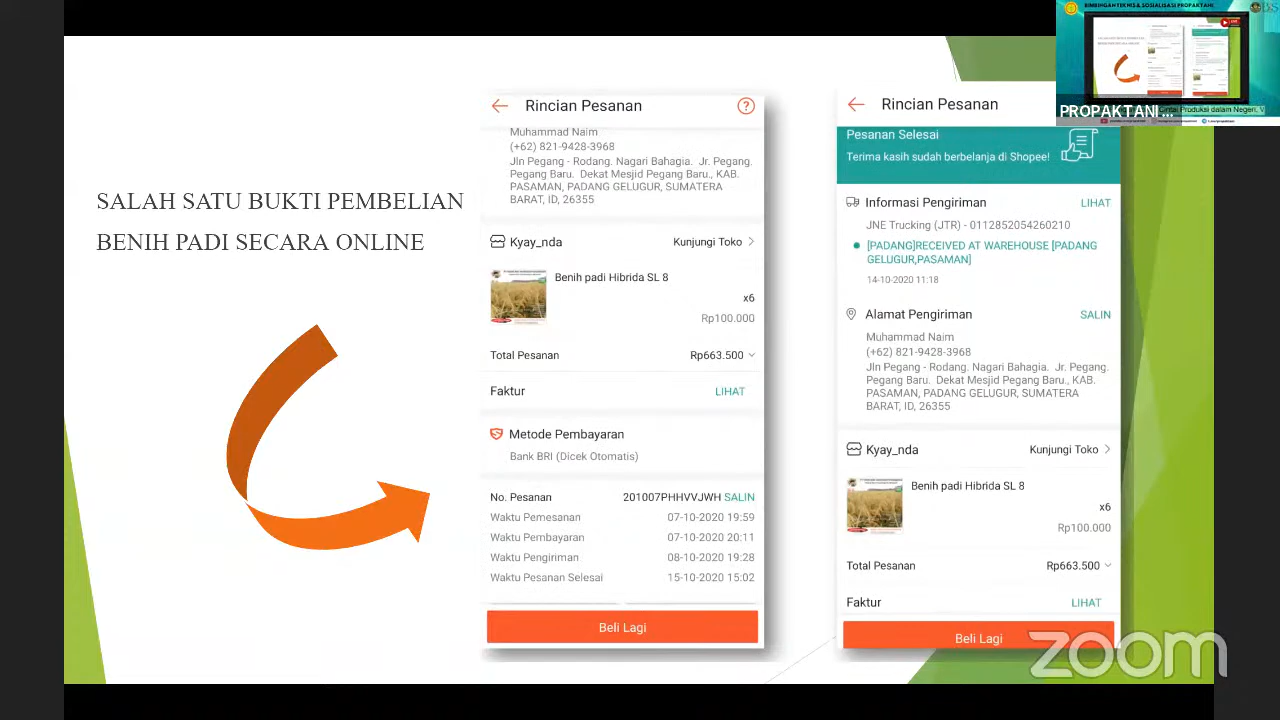 SALAH SATU BUKTI PEMBELIAN
BENIH PADI SECARA ONLINE
Rincian Pesanan
?
Muhammad Naim
(+62) 821-9428-3968
Jln Pegang - Rodang. Nagari Bahagia. Jr. Pegang.
Pegang Baru. Dekat Mesjid Pegang Baru., KAB.
PASAMAN, PADANG GELUGUR, SUMATERA
BARAT, ID, 26355
Kyay_nda
Kunjungi Toko
Benih padi Hibrida SL 8
x6
Rp100.000
Total Pesanan
Rp663.500
Faktur
LIHAT
Metode Pembayaran
Bank BRI (Dicek Otomatis)
No. Pesanan 201007PHHVVJWH SALIN
Waktu Pemesanan 07-10-2020 19:59
Waktu Pembayaran 07-10-2020 20:11
Waktu Pengiriman 08-10-2020 19:28
Waktu Pesanan Selesai 15-10-2020 15:02
Beli Lagi
Rincian Pesanan
Pesanan Selesai
Terima kasih sudah berbelanja di Shopee!
Informasi Pengiriman LIHAT
JNE Trucking (JTR) - 0112852054260210
[PADANG]RECEIVED AT WAREHOUSE [PADANG
GELUGUR,PASAMAN]
14-10-2020 11:18
Alamat Pengiriman SALIN
Muhammad Naim
(+62) 821-9428-3968
Jln Pegang - Rodang. Nagari Bahagia. Jr. Pegang.
Pegang Baru. Dekat Mesjid Pegang Baru., KAB.
PASAMAN, PADANG GELUGUR, SUMATERA
BARAT, ID, 26355
Kyay_nda
Kunjungi Toko
Benih padi Hibrida SL 8
x6
Rp100.000
Total Pesanan
Rp663.500
Faktur
LIHAT
Beli Lagi
BIMBINGAN TEKNIS & SOSIALISASI PROPAKTANI
PROPAKTANI ...
Cintai Produksi dalam Negeri, V
zoom